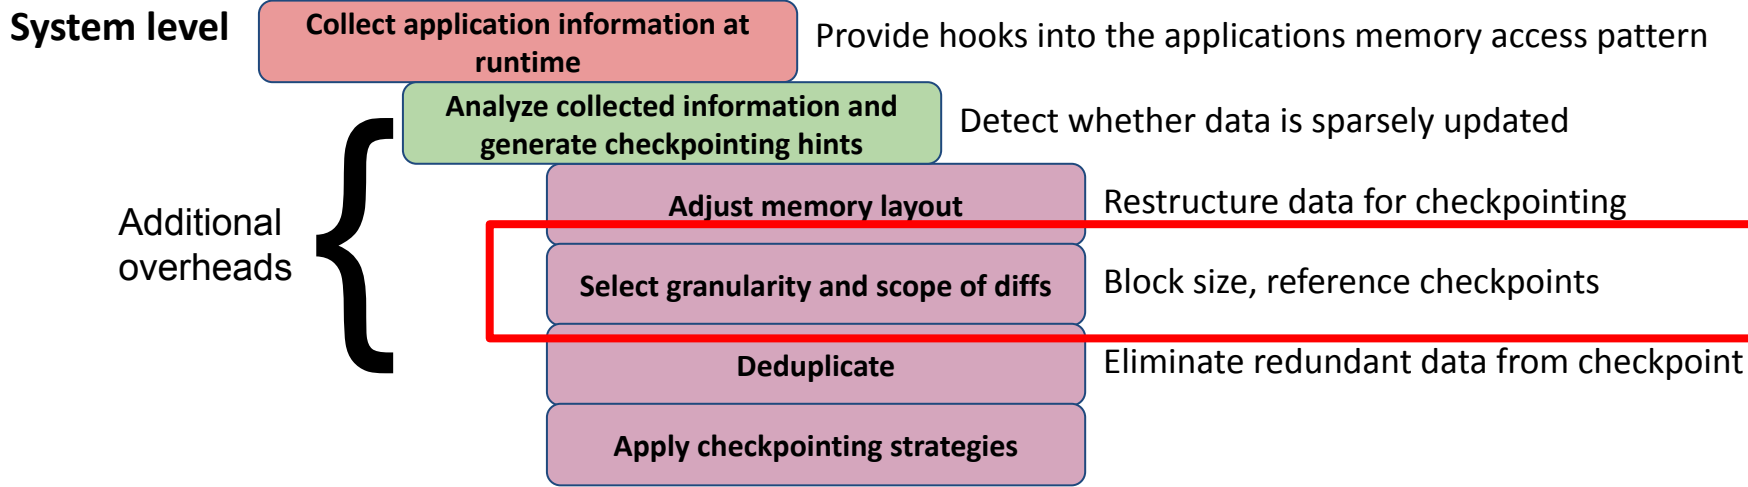 System level
Collect application information at
runtime
Provide hooks into the applications memory access pattern
Analyze collected information and
generate checkpointing hints
Detect whether data is sparsely updated
Additional
overheads
{
Adjust memory layout
Restructure data for checkpointing
Select granularity and scope of diffs
Block size, reference checkpoints
Deduplicate
Eliminate redundant data from checkpoint
Apply checkpointing strategies